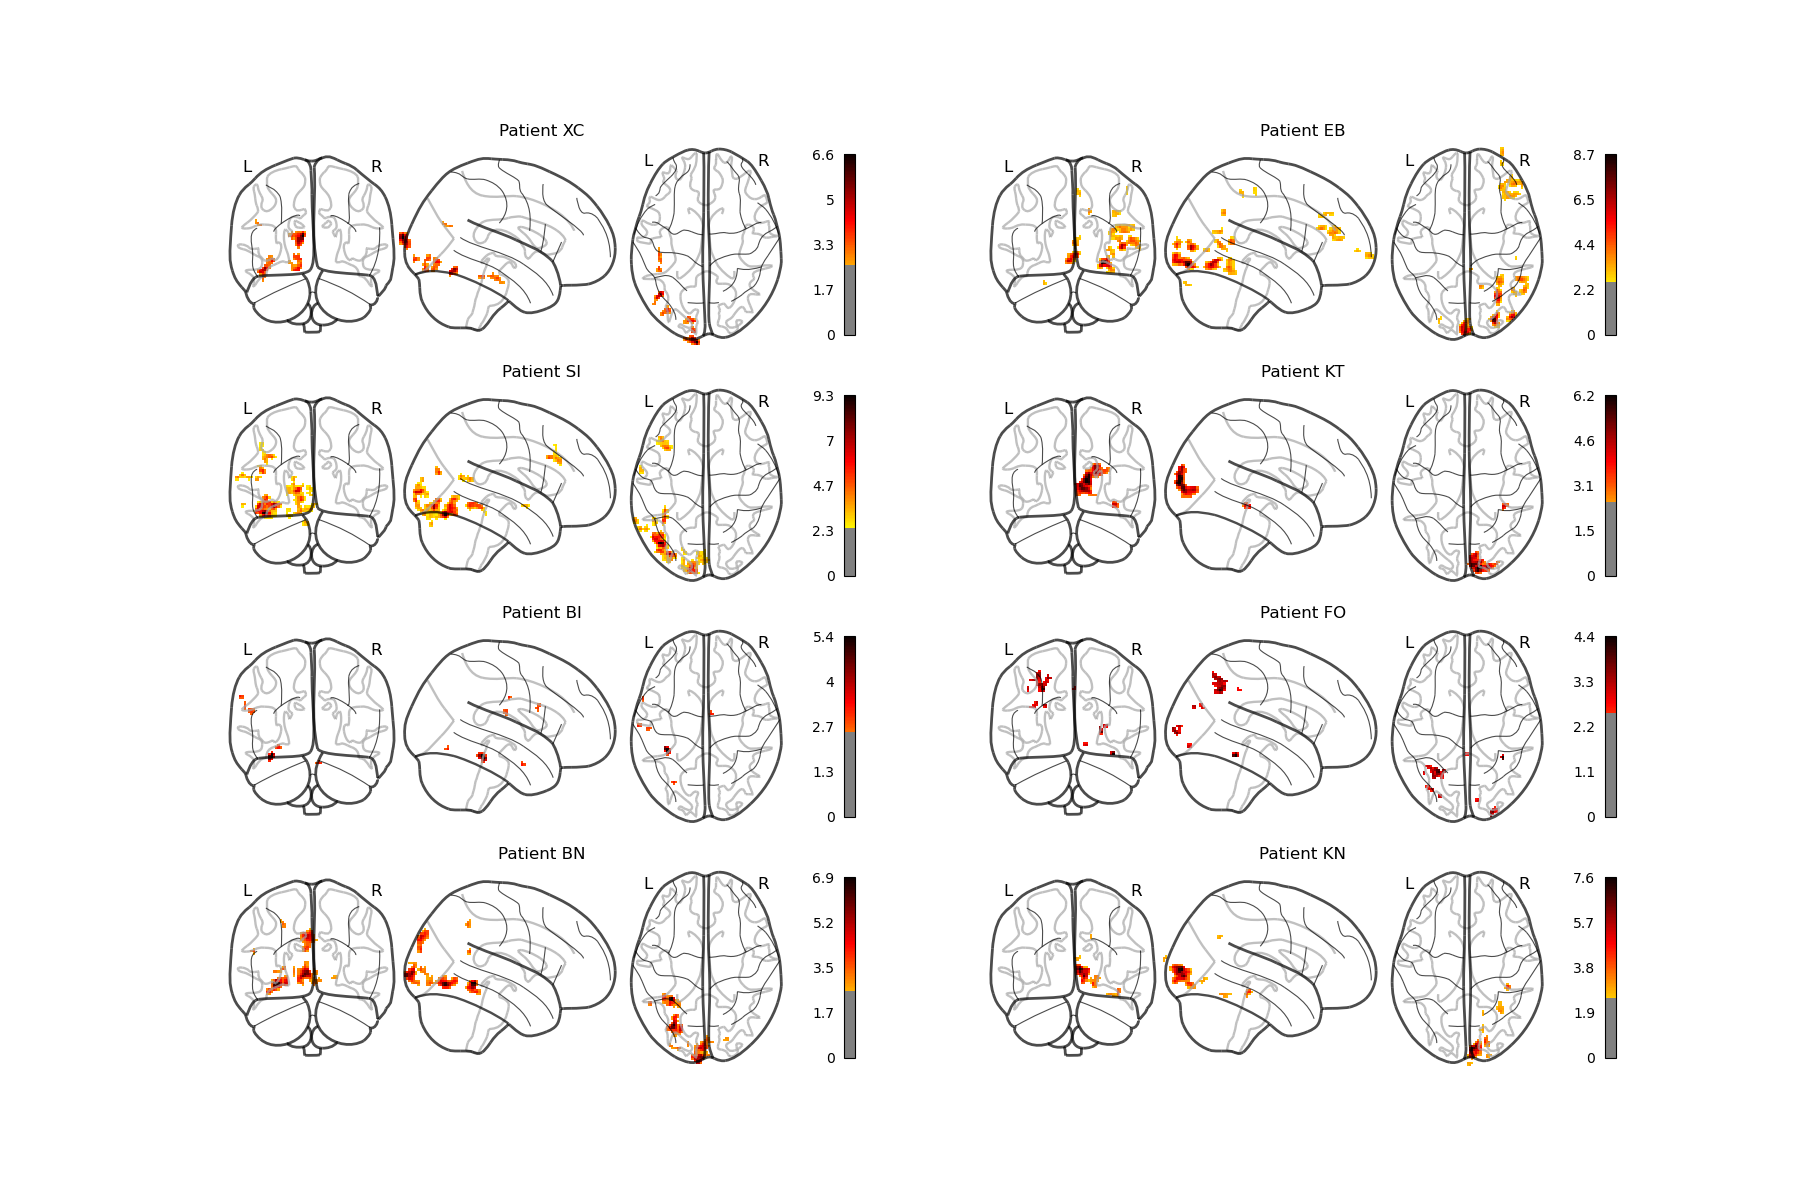 Patient XC
L R L R
6.6
5
3.3
1.7
0
Patient EB
L R L R
8.7
6.5
4.4
2.2
0
Patient SI
L R L R
9.3
7
4.7
2.3
0
Patient KT
L R L R
6.2
4.6
3.1
1.5
0
Patient BI
L R L R
5.4
4
2.7
1.3
0
Patient FO
L R L R
4.4
3.3
2.2
1.1
0
Patient BN
L R L R
6.9
5.2
3.5
1.7
0
Patient KN
L R L R
7.6
5.7
3.8
1.9
0